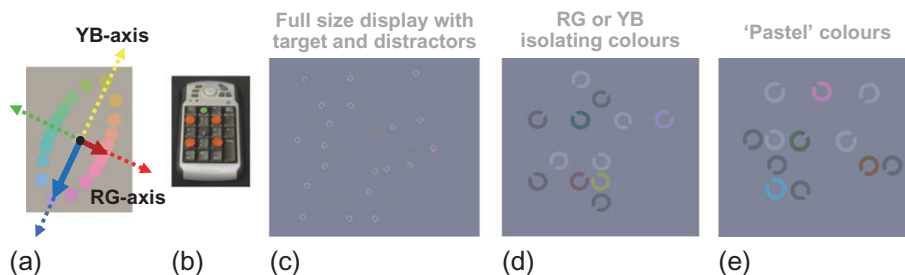 YB-axis
RG-axis
Full size display with
target and distractors
RG or YB
isolating colours
‘Pastel’ colours
(a)
(b)
(c)
(d)
(e)